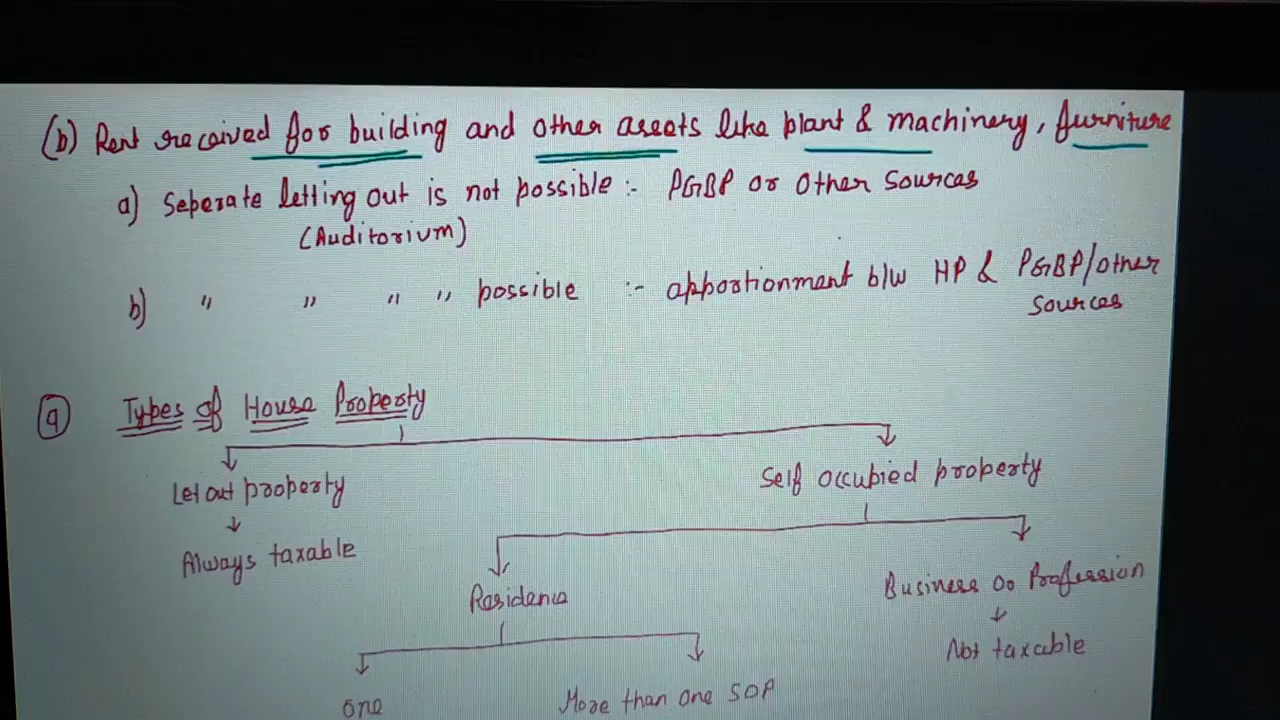 (b) Rent received for building and other assets like plant & machinery, furniture
a) Seperate letting out is not possible :- PGBP or Other Sources
(Auditorium)
b) " " " " possible :- apportionment b/w HP & PGBP/other
Sources
9 Types of House Property
Let out property
Self occupied property
Always taxable
Residence
Business or Profession
Not taxable
One
More than one SOP